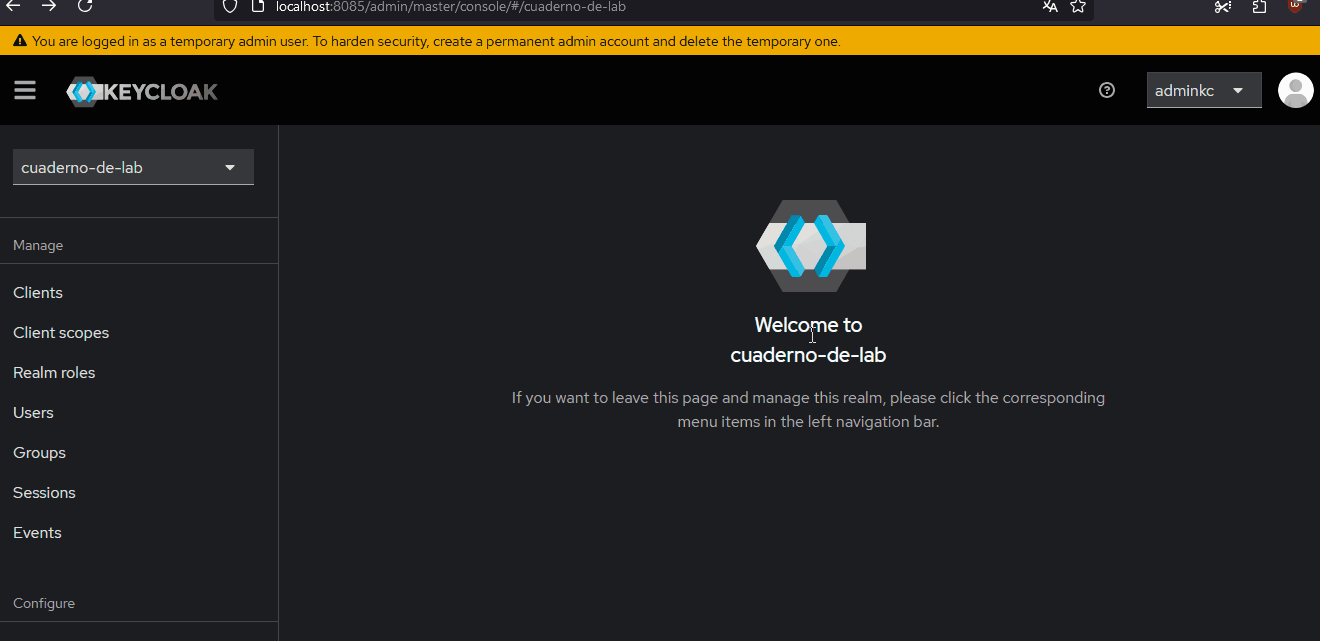 localhost:8085/admin/master/console/#/cuaderno-de-lab
You are logged in as a temporary admin user. To harden security, create a permanent admin account and delete the temporary one.
KEYCLOAK
adminkc
cuaderno-de-lab
Manage
Clients
Client scopes
Realm roles
Users
Groups
Sessions
Events
Configure
Welcome to
cuaderno-de-lab
If you want to leave this page and manage this realm, please click the corresponding
menu items in the left navigation bar.